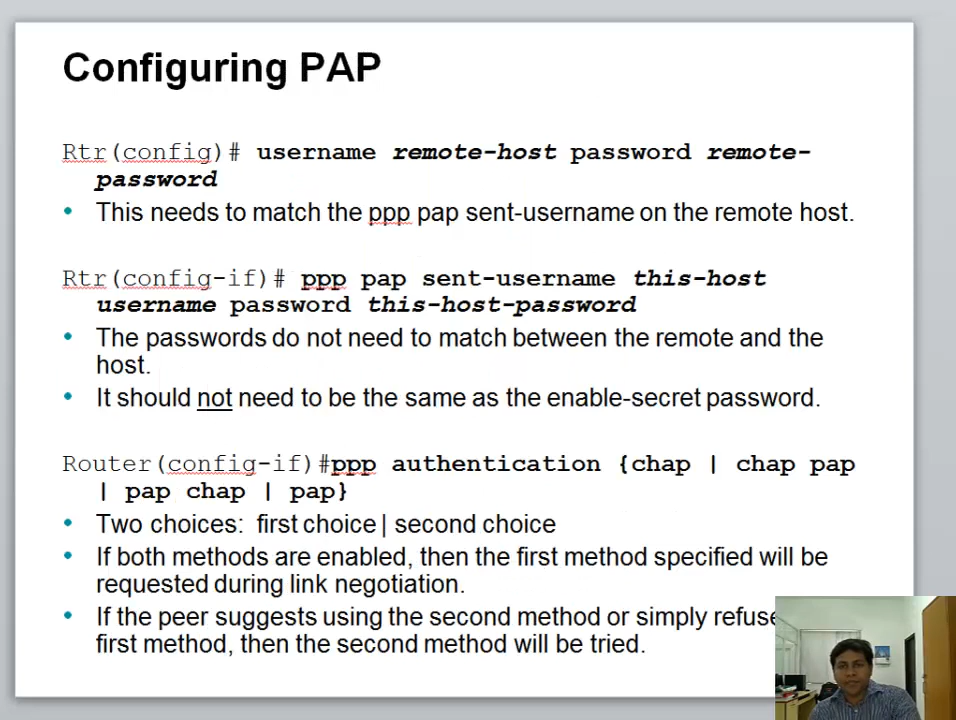 Configuring PAP
Rtr(config)# username remote-host password remote-
password
• This needs to match the ppp pap sent-username on the remote host.
Rtr(config-if)# ppp pap sent-username this-host
username password this-host-password
• The passwords do not need to match between the remote and the
host.
• It should not need to be the same as the enable-secret password.
Router(config-if)#ppp authentication {chap | chap pap
| pap chap | pap}
• Two choices: first choice | second choice
• If both methods are enabled, then the first method specified will be
requested during link negotiation.
• If the peer suggests using the second method or simply
first method, then the second method will be tried.